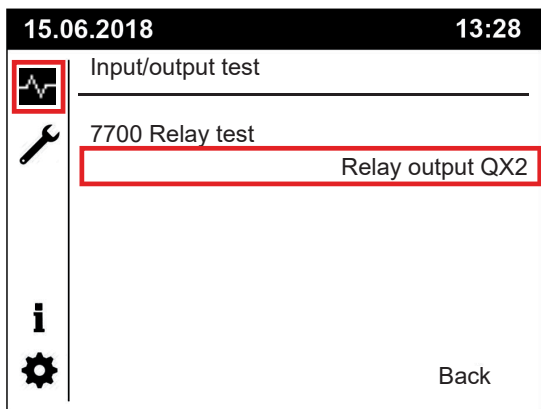 15.06.2018 13:28
Input/output test
7700 Relay test
Relay output QX2
i
Back